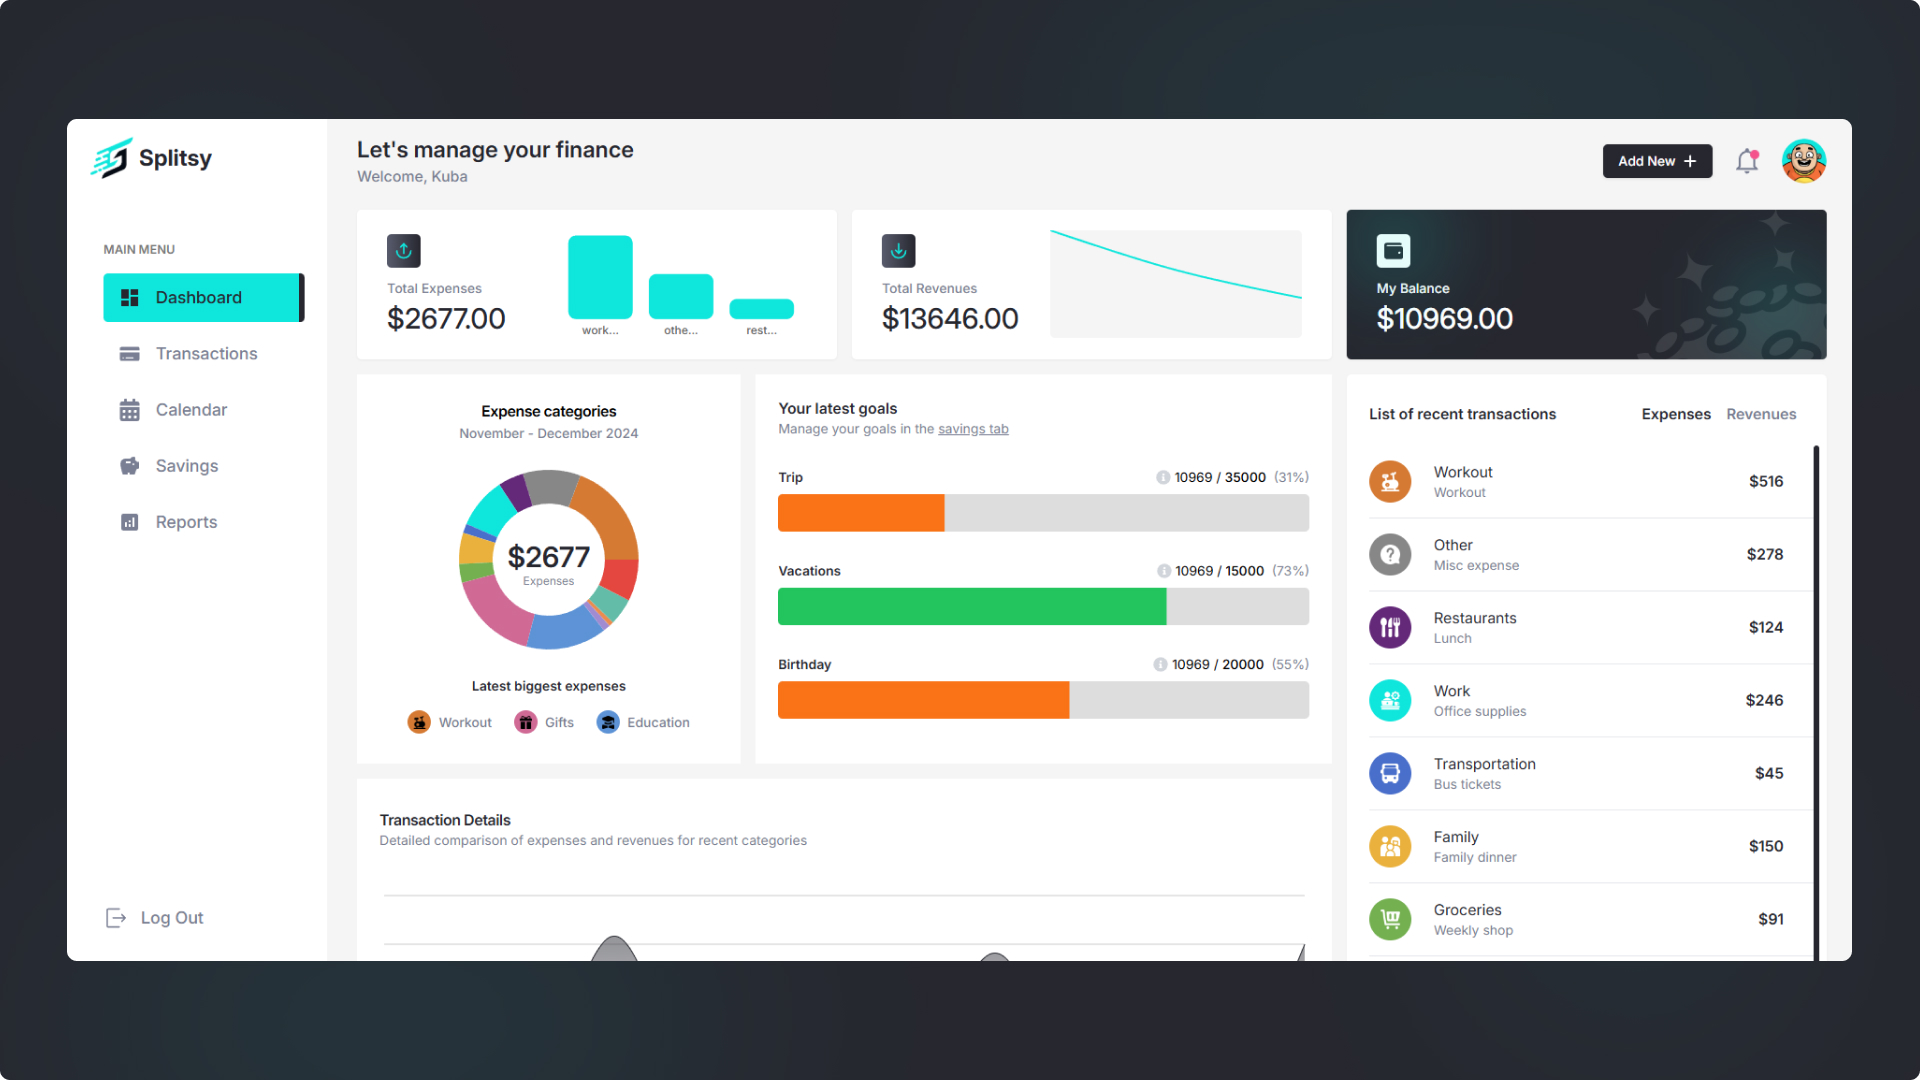 Splitsy
MAIN MENU
Dashboard
Transactions
Calendar
Savings
Reports
Log Out
Let's manage your finance
Welcome, Kuba
Add New +
Total Expenses
$2677.00
work...
othe...
rest...
Total Revenues
$13646.00
My Balance
$10969.00
Expense categories
November - December 2024
$2677
Expenses
Latest biggest expenses
Workout
Gifts
Education
Your latest goals
Manage your goals in the savings tab
Trip
10969 / 35000 (31%)
Vacations
10969 / 15000 (73%)
Birthday
10969 / 20000 (55%)
Transaction Details
Detailed comparison of expenses and revenues for recent categories
List of recent transactions
Expenses
Revenues
Workout
Workout
$516
Other
Misc expense
$278
Restaurants
Lunch
$124
Work
Office supplies
$246
Transportation
Bus tickets
$45
Family
Family dinner
$150
Groceries
Weekly shop
$91